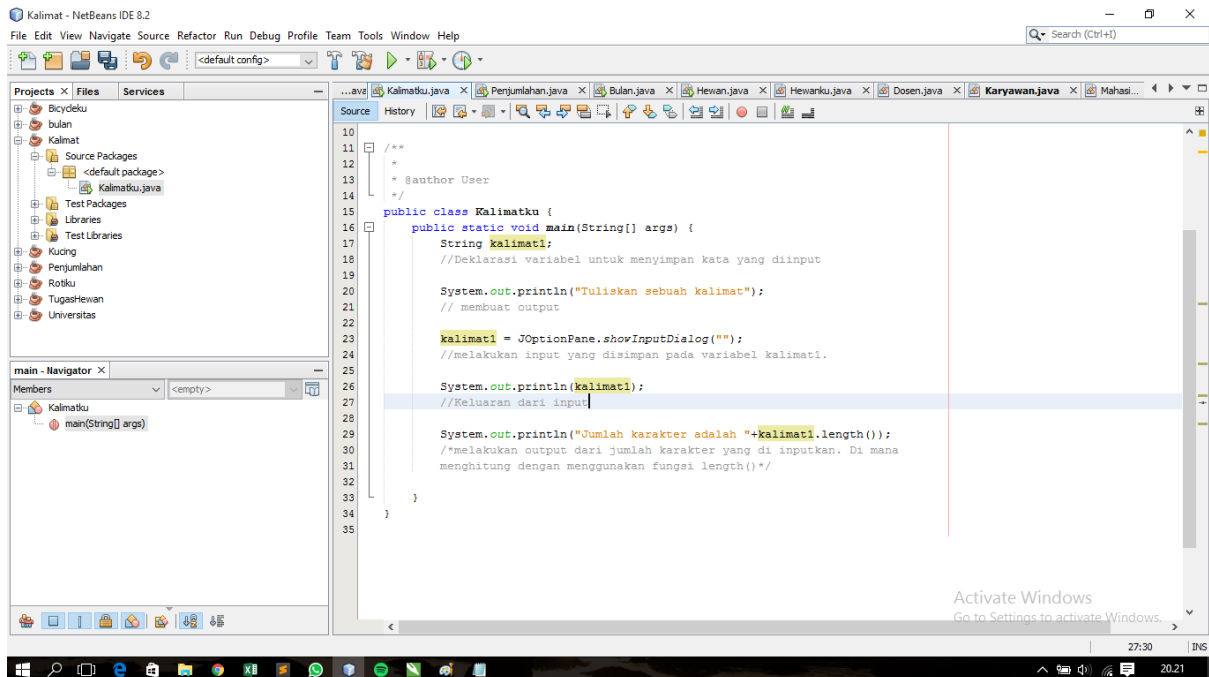 Kalimat - NetBeans IDE 8.2
File Edit View Navigate Source Refactor Run Debug Profile Team Tools Window Help
Search (Ctrl+I)
<default config>
Projects Files Services
...ava Kalimatku.java Penjumlahan.java Bulan.java Hewan.java Hewanku.java Dosen.java Karyawan.java Mahasi...
Source History
Bicydeku
bulan
Kalimat
Source Packages
<default package>
Kalimatku.java
Test Packages
Libraries
Test Libraries
Kucing
Penjumlahan
Rotiku
TugasHewan
Universitas
main - Navigator
Members <empty>
Kalimatku
main(String[] args)
10
11 /**
12 *
13 * @author User
14 */
15 public class Kalimatku {
16 public static void main(String[] args) {
17 String kalimat1;
18 //Deklarasi variabel untuk menyimpan kata yang diinput
19
20 System.out.println("Tuliskan sebuah kalimat");
21 // membuat output
22
23 kalimat1 = JOptionPane.showInputDialog("");
24 //melakukan input yang disimpan pada variabel kalimat1.
25
26 System.out.println(kalimat1);
27 //Keluaran dari input
28
29 System.out.println("Jumlah karakter adalah "+kalimat1.length());
30 /*melakukan output dari jumlah karakter yang di inputkan. Di mana
31 menghitung dengan menggunakan fungsi length()*/
32
33 }
34 }
35
Activate Windows
Go to Settings to activate Windows.
27:30 INS
20.21